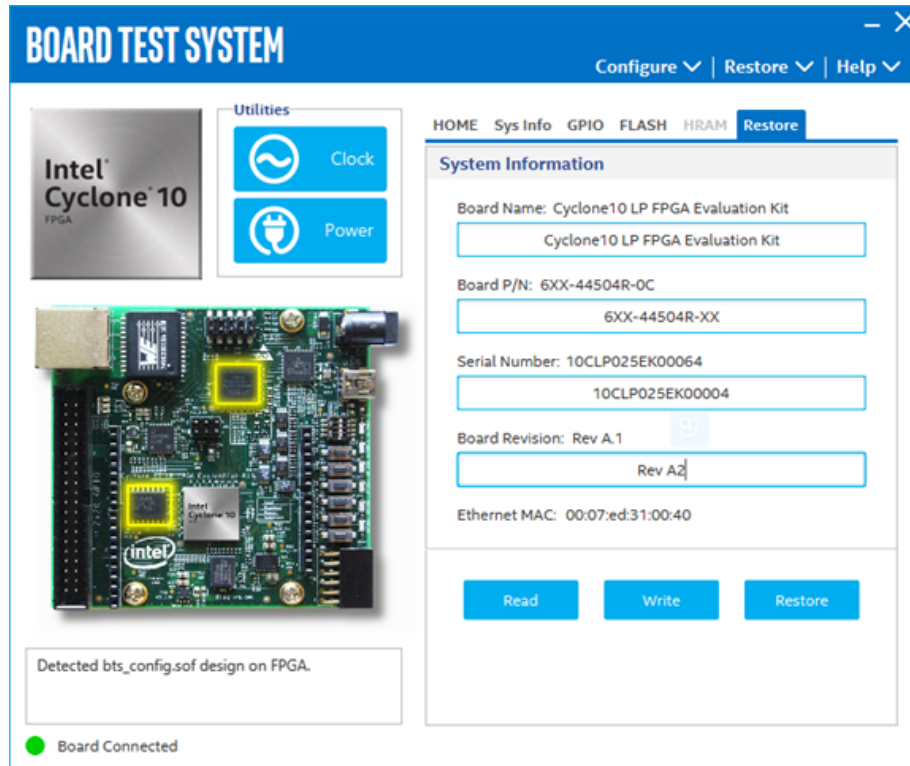 BOARD TEST SYSTEM
Configure | Restore | Help
Intel
Cyclone 10
FPGA
Utilities
Clock
Power
HOME Sys Info GPIO FLASH HRAM Restore
System Information
Board Name: Cyclone10 LP FPGA Evaluation Kit
Cyclone10 LP FPGA Evaluation Kit
Board P/N: 6XX-44504R-0C
6XX-44504R-XX
Serial Number: 10CLP025EK00064
10CLP025EK00004
Board Revision: Rev A.1
Rev A2
Ethernet MAC: 00:07:ed:31:00:40
Read Write Restore
Intel
Cyclone 10
intel
Detected bts_config.sof design on FPGA.
Board Connected